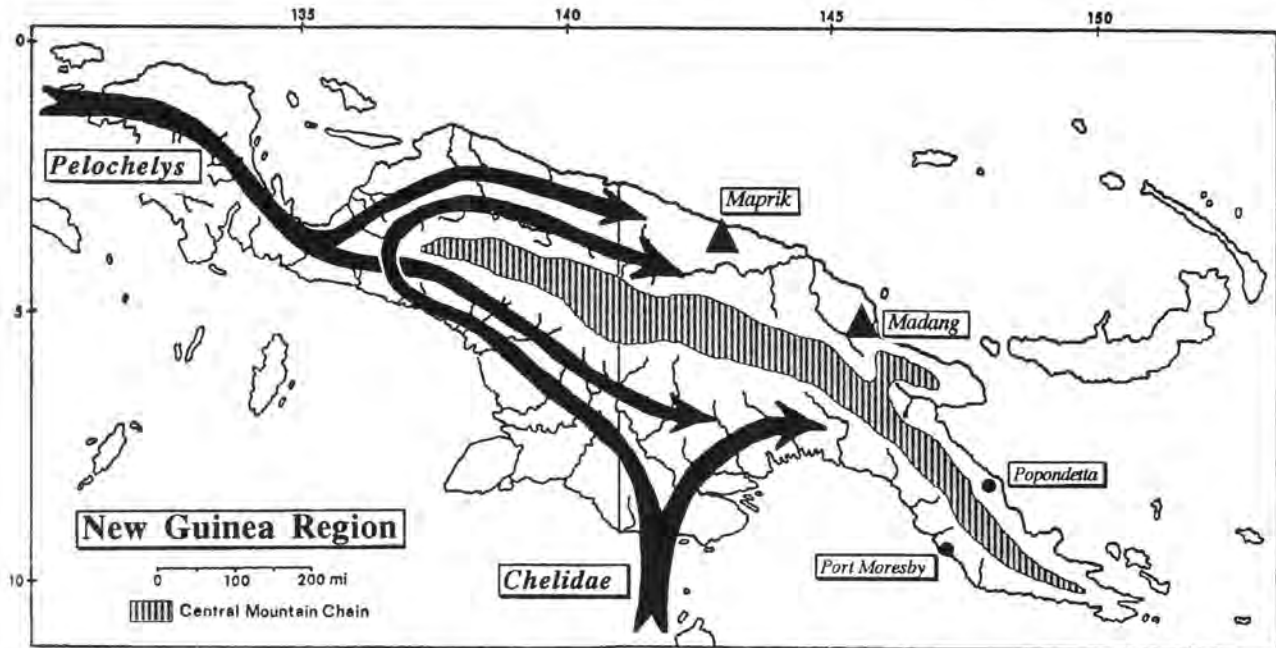 135 140 145 150
0
Pelochelys
Maprik
5
Madang
Popondetta
New Guinea Region
Port Moresby
0 100 200 mi
10
Chelidae
Central Mountain Chain